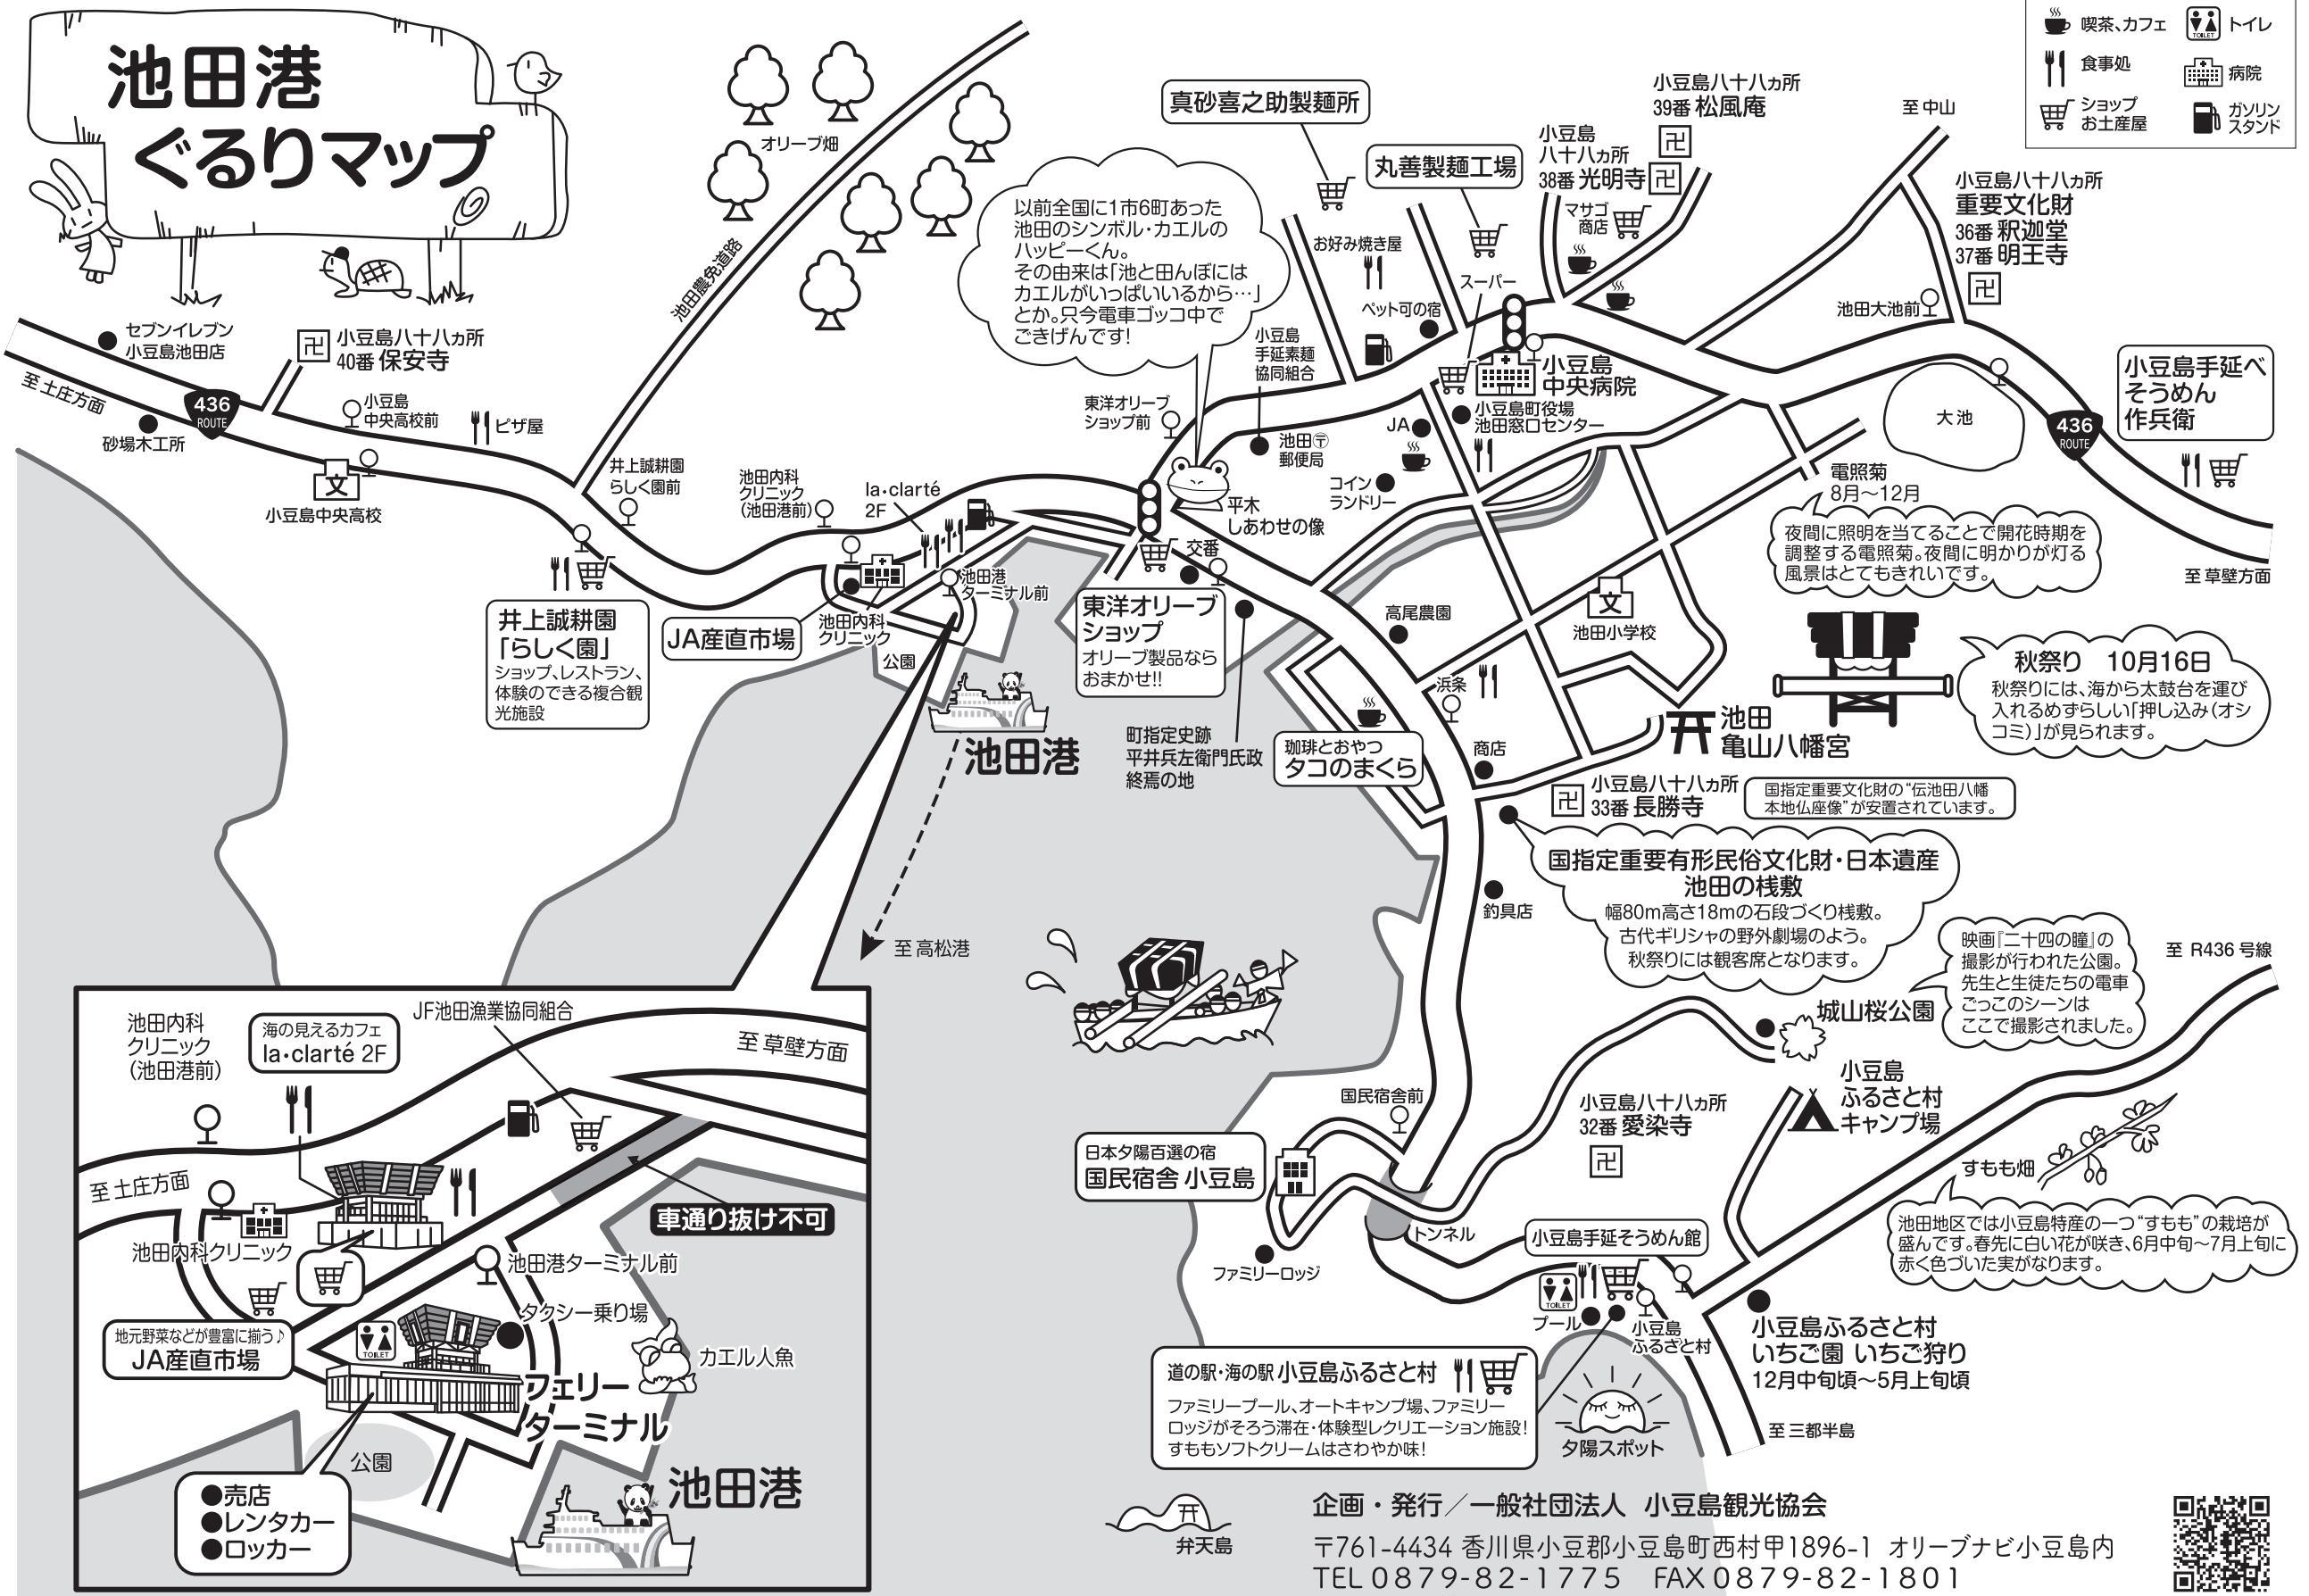 池田港
ぐるりマップ
喫茶、カフェ
トイレ
TOILET
食事処
病院
ショップ
お土産屋
ガソリン
スタンド
オリーブ畑
池田農免道路
真砂喜之助製麺所
丸善製麺工場
小豆島八十八ヵ所
39番 松風庵
小豆島
八十八ヵ所
38番 光明寺
マサゴ
商店
至 中山
小豆島八十八ヵ所
重要文化財
36番 釈迦堂
37番 明王寺
池田大池前
以前全国に1市6町あった
池田のシンボル・カエルの
ハッピーくん。
その由来は「池と田んぼには
カエルがいっぱいいるから…」
とか。只今電車ゴッコ中で
ごきげんです!
お好み焼き屋
スーパー
ペット可の宿
小豆島
手延素麺
協同組合
セブンイレブン
小豆島池田店
小豆島八十八ヵ所
40番 保安寺
至 土庄方面
436
ROUTE
砂場木工所
小豆島
中央高校前
ピザ屋
文
小豆島中央高校
井上誠耕園
らしく園前
池田内科
クリニック
(池田港前)
la・clarté
2F
東洋オリーブ
ショップ前
池田〒
郵便局
JA
コイン
ランドリー
小豆島
中央病院
小豆島町役場
池田窓口センター
大池
436
ROUTE
小豆島手延べ
そうめん
作兵衛
至 草壁方面
電照菊
8月～12月
夜間に照明を当てることで開花時期を
調整する電照菊。夜間に明かりが灯る
風景はとてもきれいです。
平木
しあわせの像
交番
井上誠耕園
「らしく園」
ショップ、レストラン、
体験のできる複合観
光施設
JA産直市場
池田内科
クリニック
池田港
ターミナル前
公園
東洋オリーブ
ショップ
オリーブ製品なら
おまかせ!!
高尾農園
文
池田小学校
浜条
池田港
町指定史跡
平井兵左衛門氏政
終焉の地
珈琲とおやつ
タコのまくら
商店
池田
亀山八幡宮
秋祭り 10月16日
秋祭りには、海から太鼓台を運び
入れるめずらしい「押し込み(オシ
コミ)」が見られます。
小豆島八十八ヵ所
33番 長勝寺
国指定重要文化財の“伝池田八幡
本地仏座像”が安置されています。
国指定重要有形民俗文化財・日本遺産
池田の桟敷
幅80m高さ18mの石段づくり桟敷。
古代ギリシャの野外劇場のよう。
秋祭りには観客席となります。
釣具店
至 高松港
映画『二十四の瞳』の
撮影が行われた公園。
先生と生徒たちの電車
ごっこのシーンは
ここで撮影されました。
至 R436 号線
城山桜公園
小豆島
ふるさと村
キャンプ場
国民宿舎前
日本夕陽百選の宿
国民宿舎 小豆島
小豆島八十八ヵ所
32番 愛染寺
すもも畑
池田地区では小豆島特産の一つ“すもも”の栽培が
盛んです。春先に白い花が咲き、6月中旬～7月上旬に
赤く色づいた実がなります。
ファミリーロッジ
トンネル
小豆島手延そうめん館
TOILET
プール
小豆島
ふるさと村
小豆島ふるさと村
いちご園 いちご狩り
12月中旬頃～5月上旬頃
至 三都半島
道の駅・海の駅 小豆島ふるさと村
ファミリープール、オートキャンプ場、ファミリー
ロッジがそろう滞在・体験型レクリエーション施設!
すももソフトクリームはさわやか味!
夕陽スポット
池田内科
クリニック
(池田港前)
海の見えるカフェ
la・clarté 2F
JF池田漁業協同組合
至 草壁方面
至 土庄方面
池田内科クリニック
車通り抜け不可
池田港ターミナル前
タクシー乗り場
地元野菜などが豊富に揃う♪
JA産直市場
TOILET
カエル人魚
フェリー
ターミナル
公園
●売店
●レンタカー
●ロッカー
池田港
弁天島
企画・発行／一般社団法人 小豆島観光協会
〒761-4434 香川県小豆郡小豆島町西村甲1896-1 オリーブナビ小豆島内
TEL 0879-82-1775 FAX 0879-82-1801